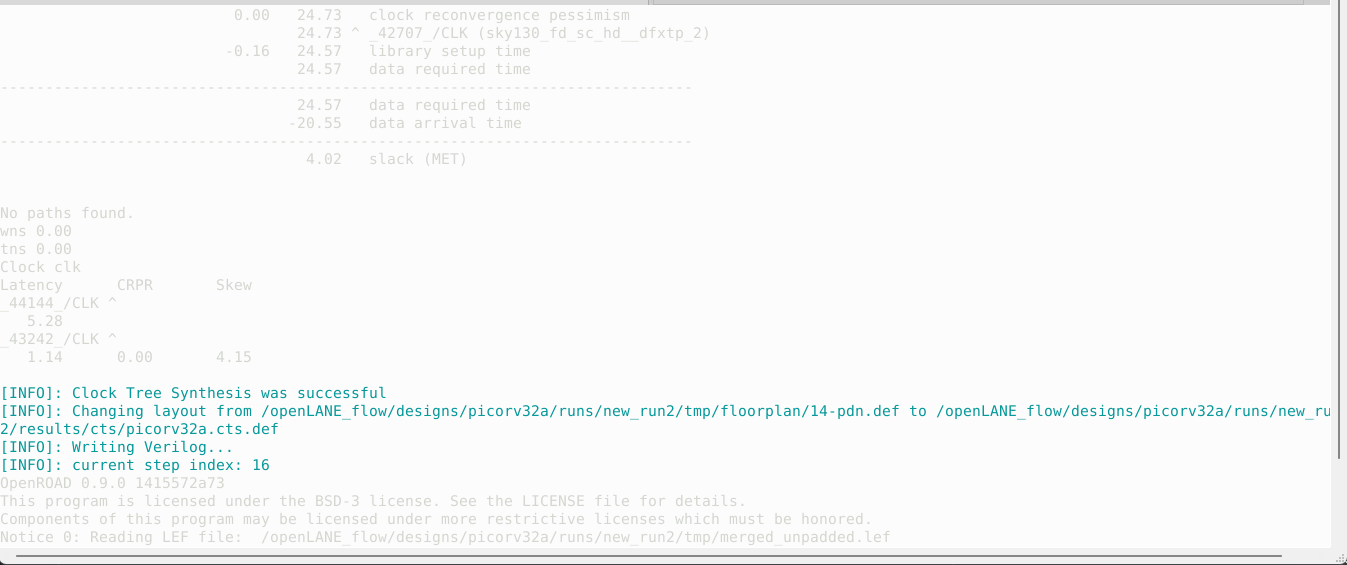 0.00 24.73 clock reconvergence pessimism
24.73 ^ _42707_/CLK (sky130_fd_sc_hd__dfxtp_2)
-0.16 24.57 library setup time
24.57 data required time
-----------------------------------------------------------------------------
24.57 data required time
-20.55 data arrival time
-----------------------------------------------------------------------------
4.02 slack (MET)
No paths found.
wns 0.00
tns 0.00
Clock clk
Latency CRPR Skew
_44144_/CLK ^
5.28
_43242_/CLK ^
1.14 0.00 4.15
[INFO]: Clock Tree Synthesis was successful
[INFO]: Changing layout from /openLANE_flow/designs/picorv32a/runs/new_run2/tmp/floorplan/14-pdn.def to /openLANE_flow/designs/picorv32a/runs/new_ru
2/results/cts/picorv32a.cts.def
[INFO]: Writing Verilog...
[INFO]: current step index: 16
OpenROAD 0.9.0 1415572a73
This program is licensed under the BSD-3 license. See the LICENSE file for details.
Components of this program may be licensed under more restrictive licenses which must be honored.
Notice 0: Reading LEF file:  /openLANE_flow/designs/picorv32a/runs/new_run2/tmp/merged_unpadded.lef